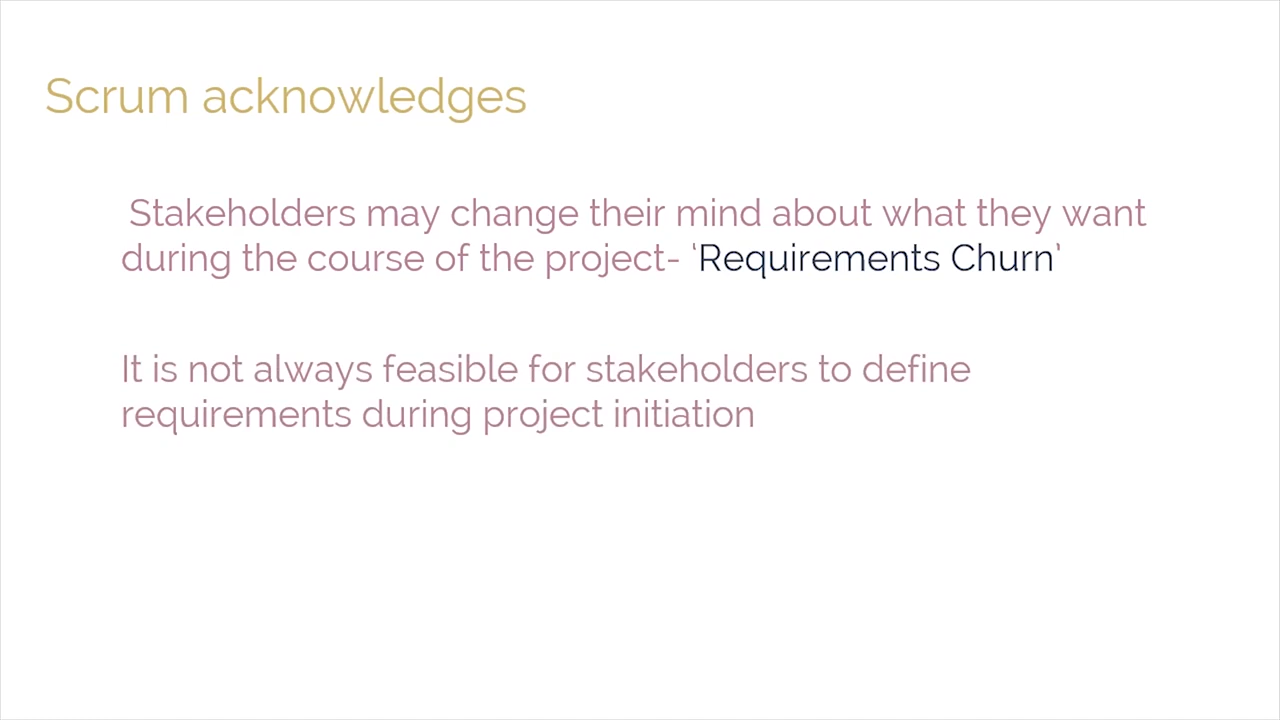 Scrum acknowledges
Stakeholders may change their mind about what they want
during the course of the project- ‘Requirements Churn’
It is not always feasible for stakeholders to define
requirements during project initiation